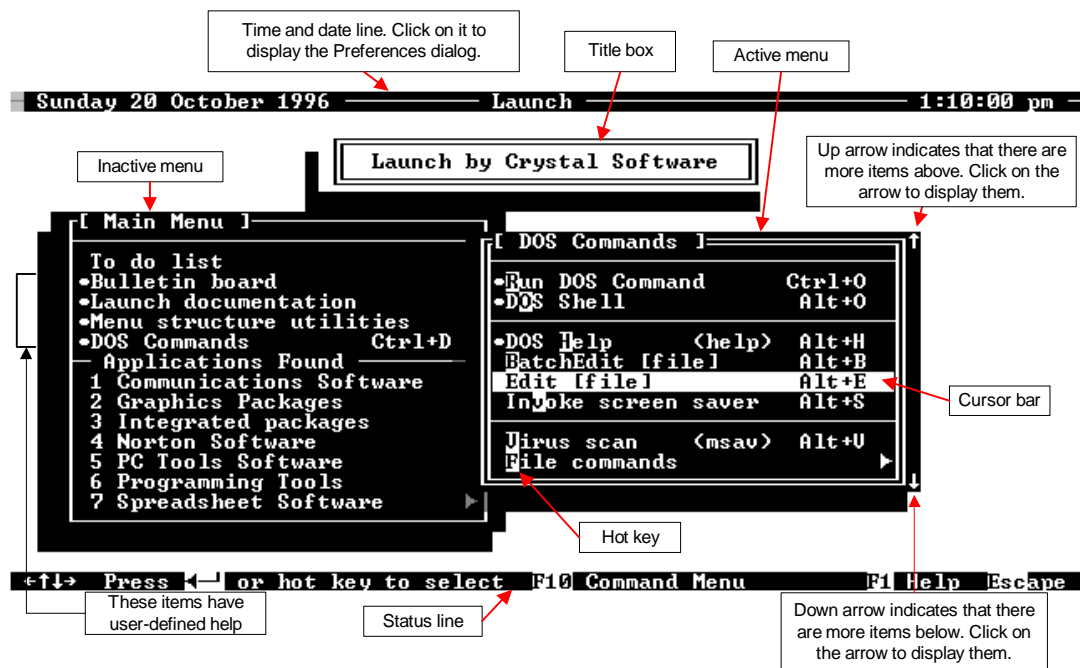 Time and date line. Click on it to
display the Preferences dialog.
Title box
Active menu
Sunday 20 October 1996 Launch 1:10:00 pm
Inactive menu
Launch by Crystal Software
Up arrow indicates that there are
more items above. Click on the
arrow to display them.
[ Main Menu ]
To do list
•Bulletin board
•Launch documentation
•Menu structure utilities
•DOS Commands Ctrl+D
Applications Found
1 Communications Software
2 Graphics Packages
3 Integrated packages
4 Norton Software
5 PC Tools Software
6 Programming Tools
7 Spreadsheet Software ►
[ DOS Commands ] ↑
•Run DOS Command Ctrl+O
•DOS Shell Alt+O
•DOS Help (help) Alt+H
BatchEdit [file] Alt+B
Edit [file] Alt+E
Invoke screen saver Alt+S
Virus scan (msav) Alt+V
File commands ►
↓
Cursor bar
Hot key
←↑↓→ Press ◄─┘ or hot key to select F10 Command Menu F1 Help Escape
These items have
user-defined help
Status line
Down arrow indicates that there
are more items below. Click on
the arrow to display them.